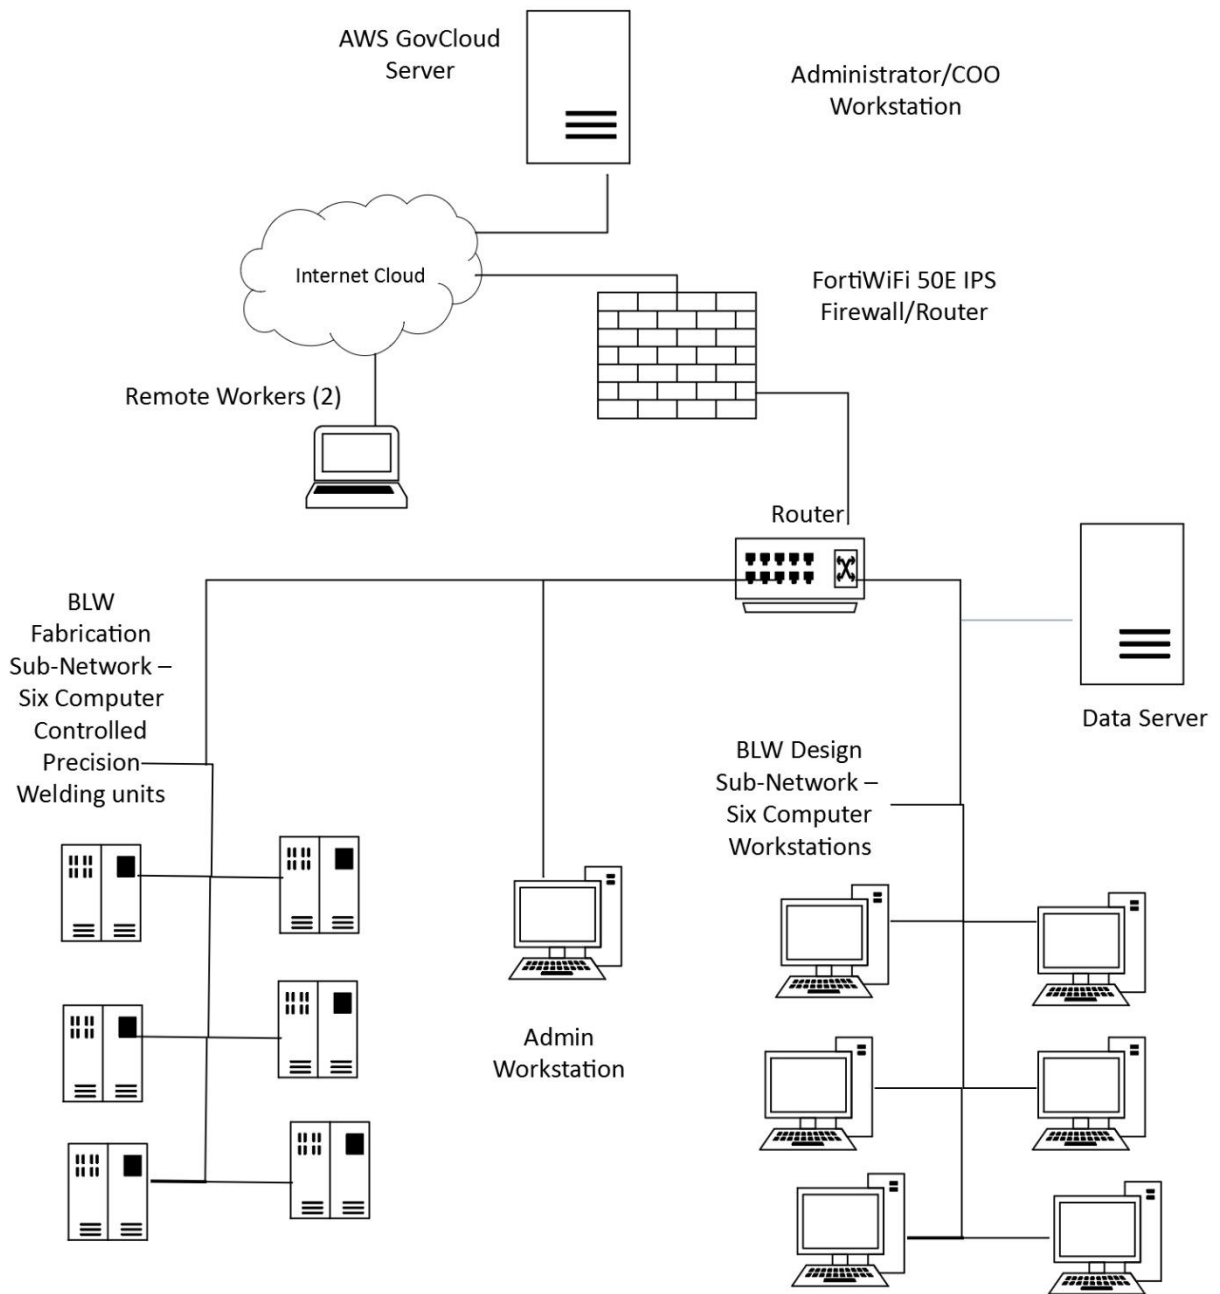 AWS GovCloud
Server
Administrator/COO
Workstation
Internet Cloud
FortiWiFi 50E IPS
Firewall/Router
Remote Workers (2)
Router
BLW
Fabrication
Sub-Network –
Six Computer
Controlled
Precision
Welding units
Data Server
BLW Design
Sub-Network –
Six Computer
Workstations
Admin
Workstation